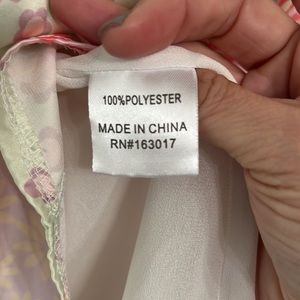 100%POLYESTER
MADE IN CHINA
RN#163017